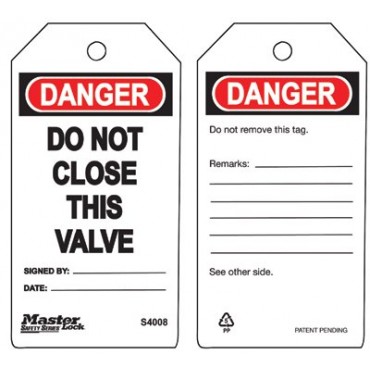 DANGER
DO NOT
CLOSE
THIS
VALVE
SIGNED BY:
DATE:
Master
Lock
SAFETY SERIES
S4008
DANGER
Do not remove this tag.
Remarks:
See other side.
5
PP
PATENT PENDING